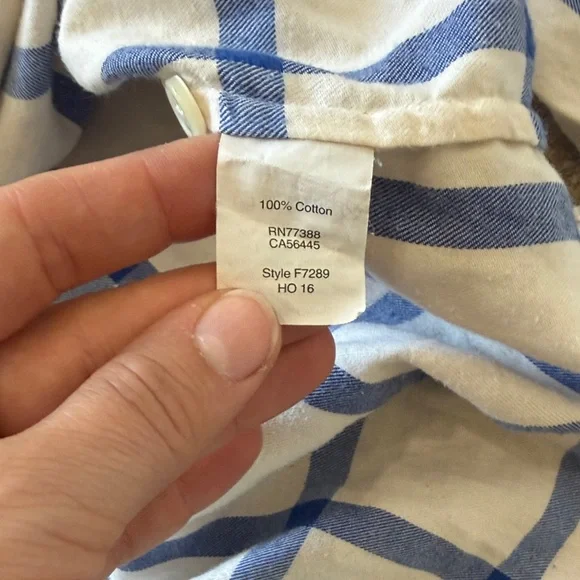 100% Cotton
RN77388
CA56445
Style F7289
HO 16